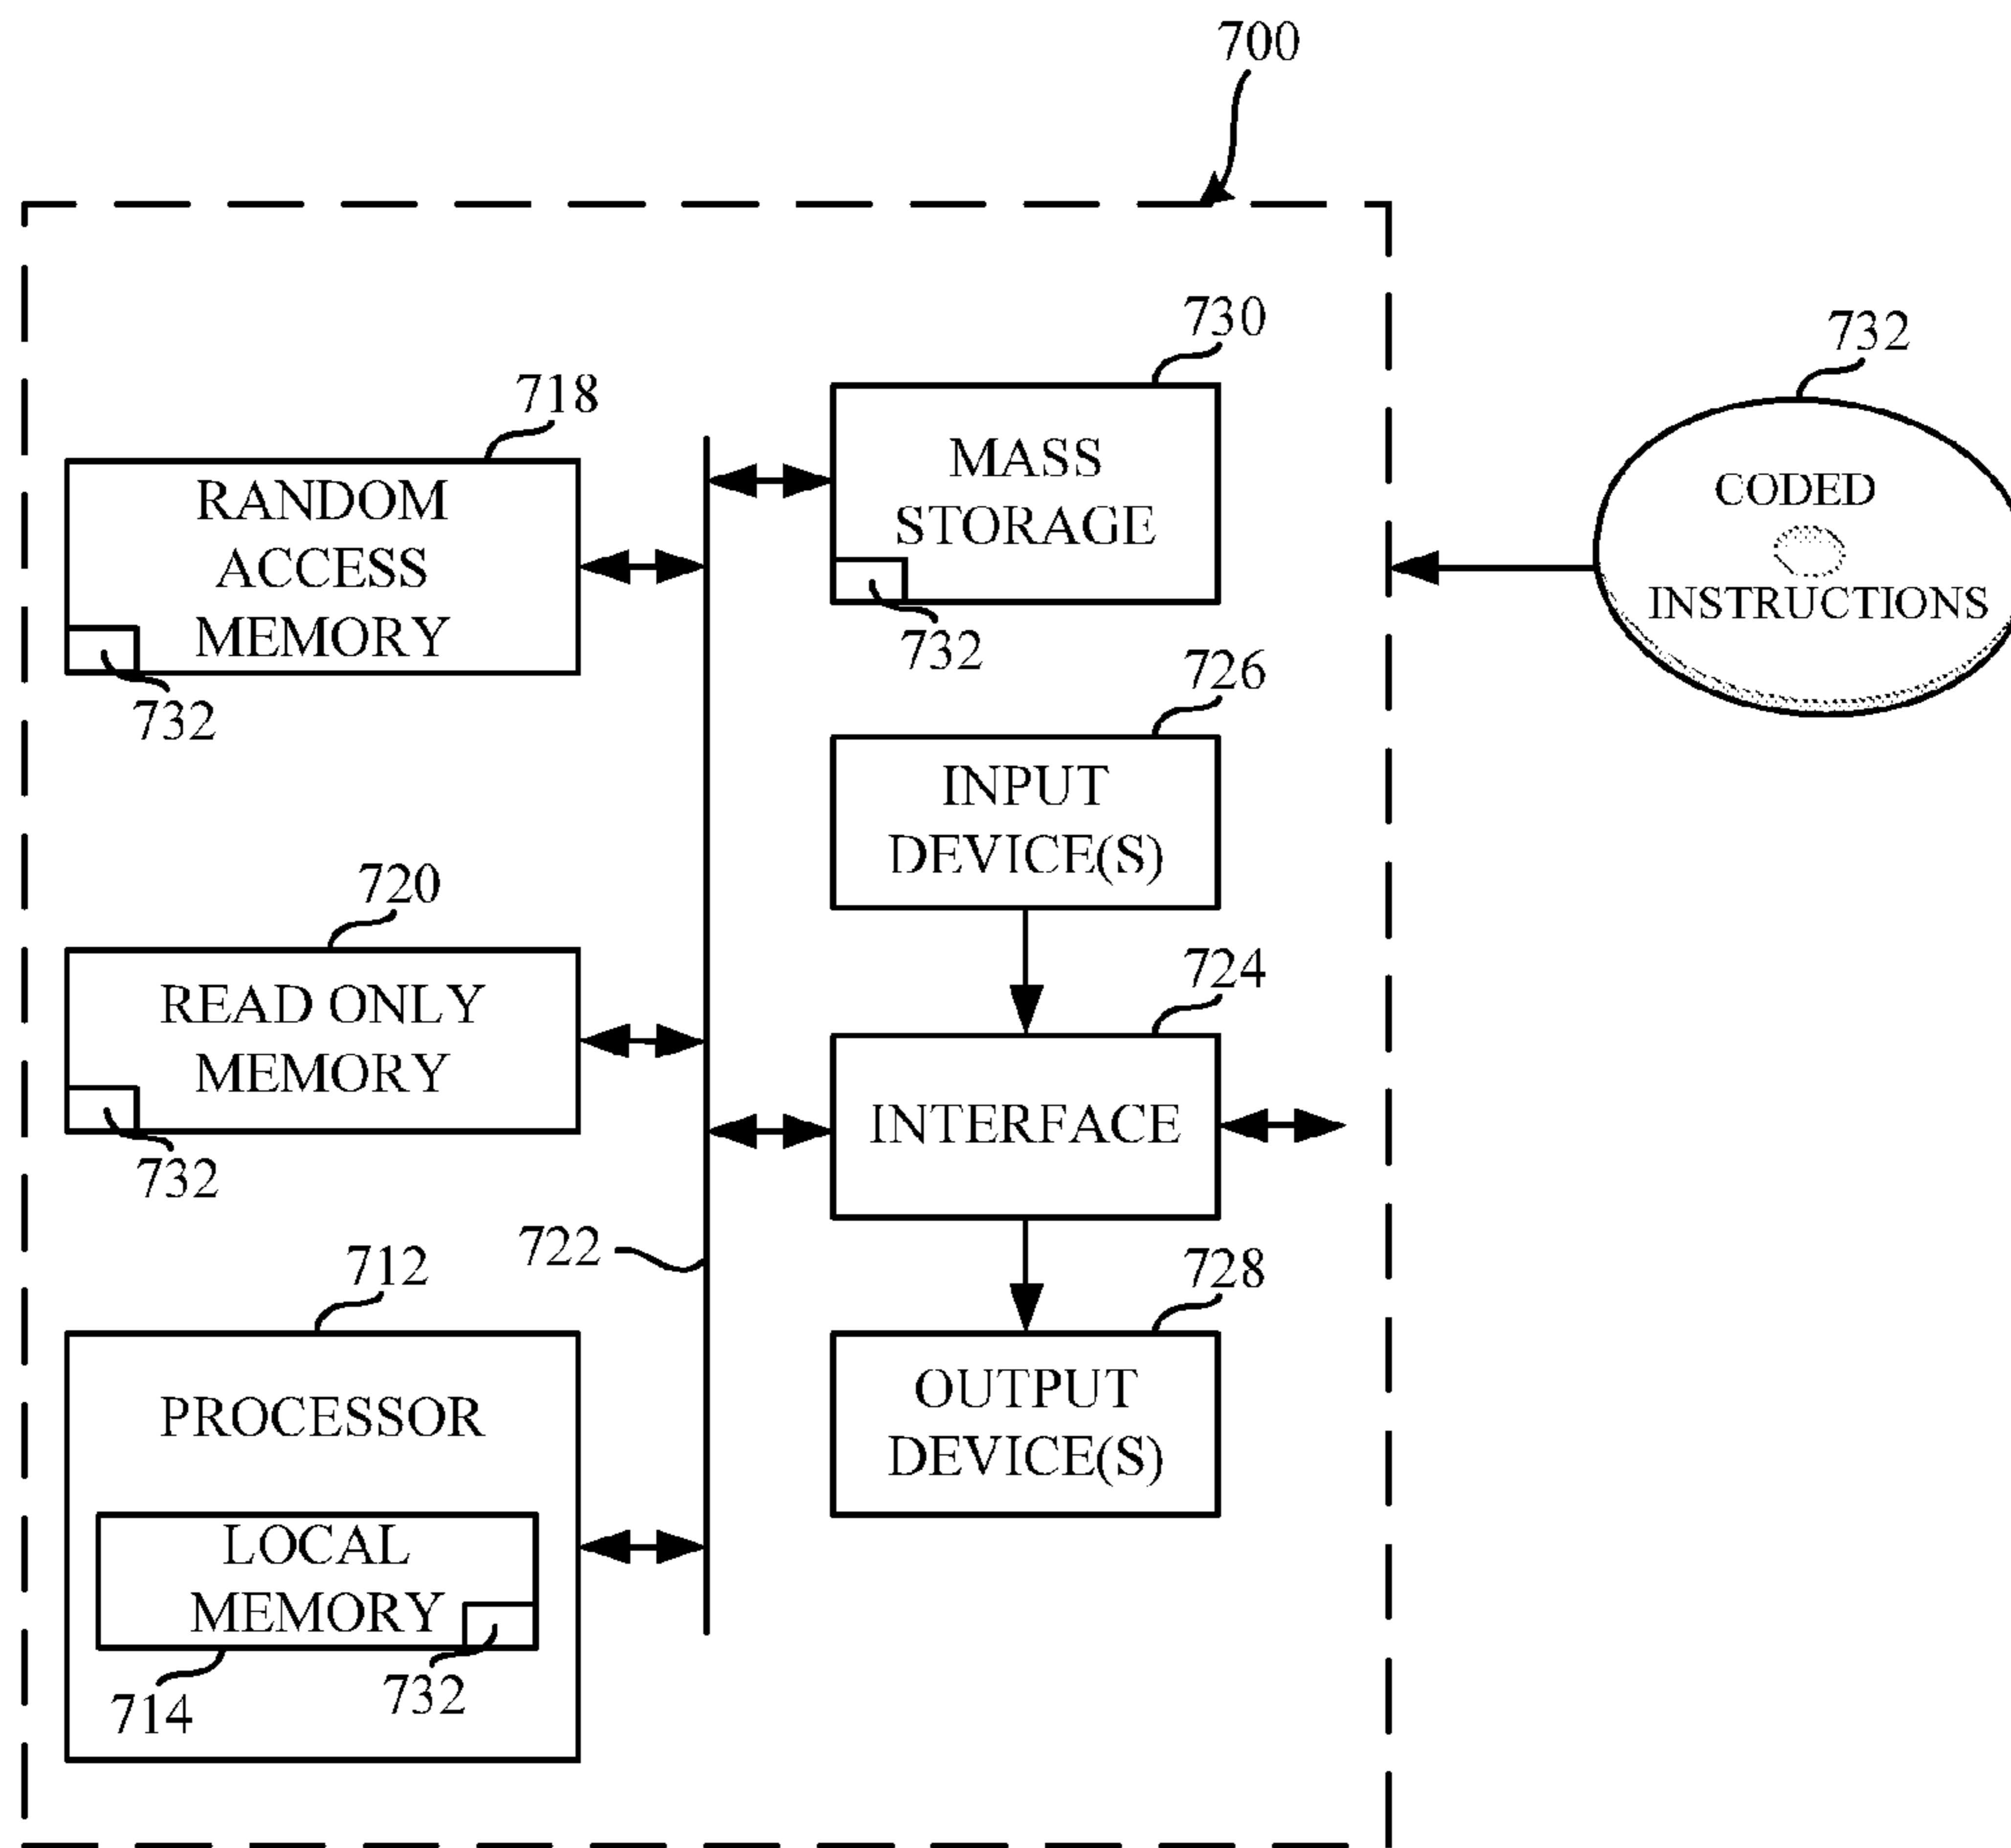 700
730
732
718
MASS
STORAGE
RANDOM
ACCESS
MEMORY
CODED
INSTRUCTIONS
732
732
726
INPUT
DEVICE(S)
720
READ ONLY
MEMORY
724
INTERFACE
732
722
712
728
PROCESSOR
OUTPUT
DEVICE(S)
LOCAL
MEMORY
714
732